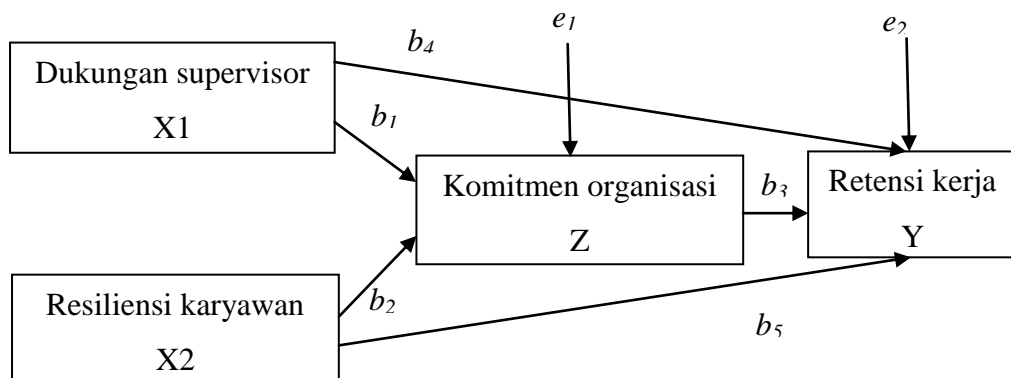 e1
e2
b4
Dukungan supervisor
X1
b1
Komitmen organisasi
Z
b3
Retensi kerja
Y
Resiliensi karyawan
X2
b2
b5